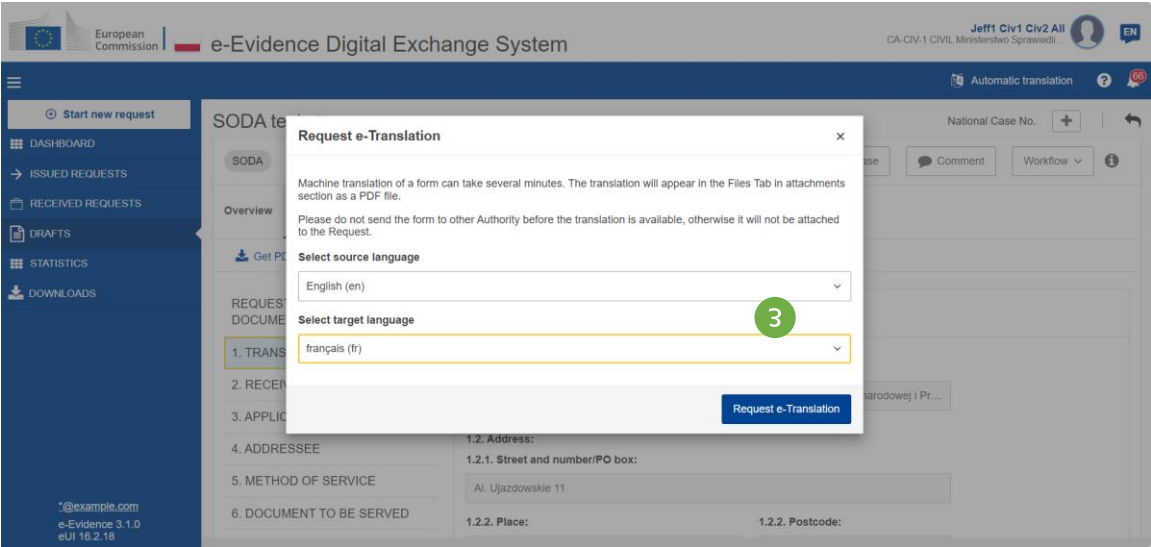 European
Commission
e-Evidence Digital Exchange System
Jeff1 Civ1 Civ2 All
CA-CIV-1 CIVIL Ministerstwo Sprawiedli...
EN
Automatic translation
?
66
Start new request
DASHBOARD
ISSUED REQUESTS
RECEIVED REQUESTS
DRAFTS
STATISTICS
DOWNLOADS
*@example.com
e-Evidence 3.1.0
eUI 16.2.18
SODA te
National Case No.
SODA
ase
Comment
Workflow
Overview
Get PD
Request e-Translation
×
Machine translation of a form can take several minutes. The translation will appear in the Files Tab in attachments
section as a PDF file.
Please do not send the form to other Authority before the translation is available, otherwise it will not be attached
to the Request.
Select source language
English (en)
Select target language
3
français (fr)
Request e-Translation
REQUEST
DOCUME
1. TRANS
2. RECEIV
3. APPLIC
4. ADDRESSEE
5. METHOD OF SERVICE
6. DOCUMENT TO BE SERVED
narodowej i Pr...
1.2. Address:
1.2.1. Street and number/PO box:
Al. Ujazdowskie 11
1.2.2. Place:
1.2.2. Postcode: